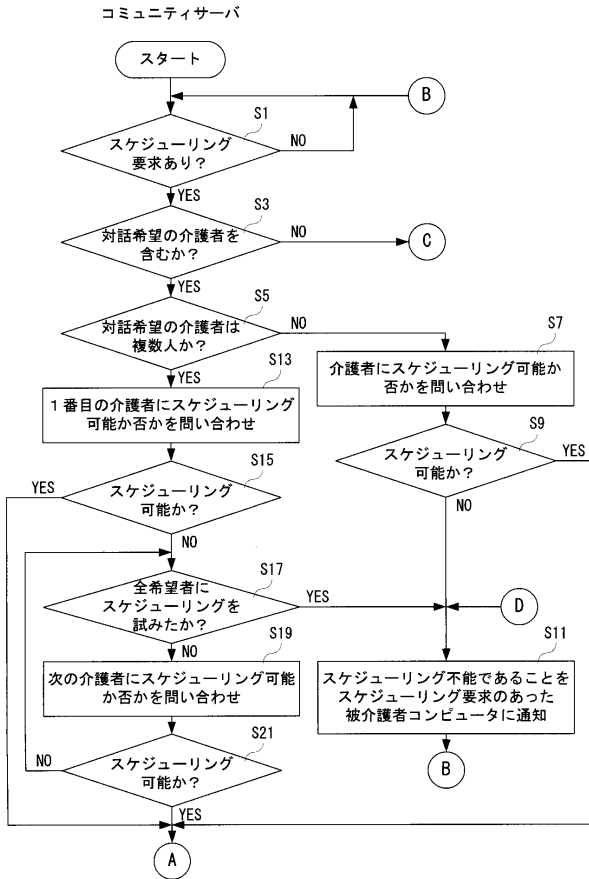 コミュニティサーバ
スタート
B
S1
スケジューリング
要求あり?
NO
YES
S3
対話希望の介護者を
含むか?
NO
C
YES
S5
対話希望の介護者は
複数人か?
NO
YES
S7
介護者にスケジューリング可能か
否かを問い合わせ
S13
1番目の介護者にスケジューリング
可能か否かを問い合わせ
S9
スケジューリング
可能か?
YES
NO
S15
スケジューリング
可能か?
YES
NO
S17
全希望者に
スケジューリングを
試みたか?
YES
NO
D
S19
次の介護者にスケジューリング可能
か否かを問い合わせ
S11
スケジューリング不能であることを
スケジューリング要求のあった
被介護者コンピュータに通知
B
S21
スケジューリング
可能か?
NO
YES
A